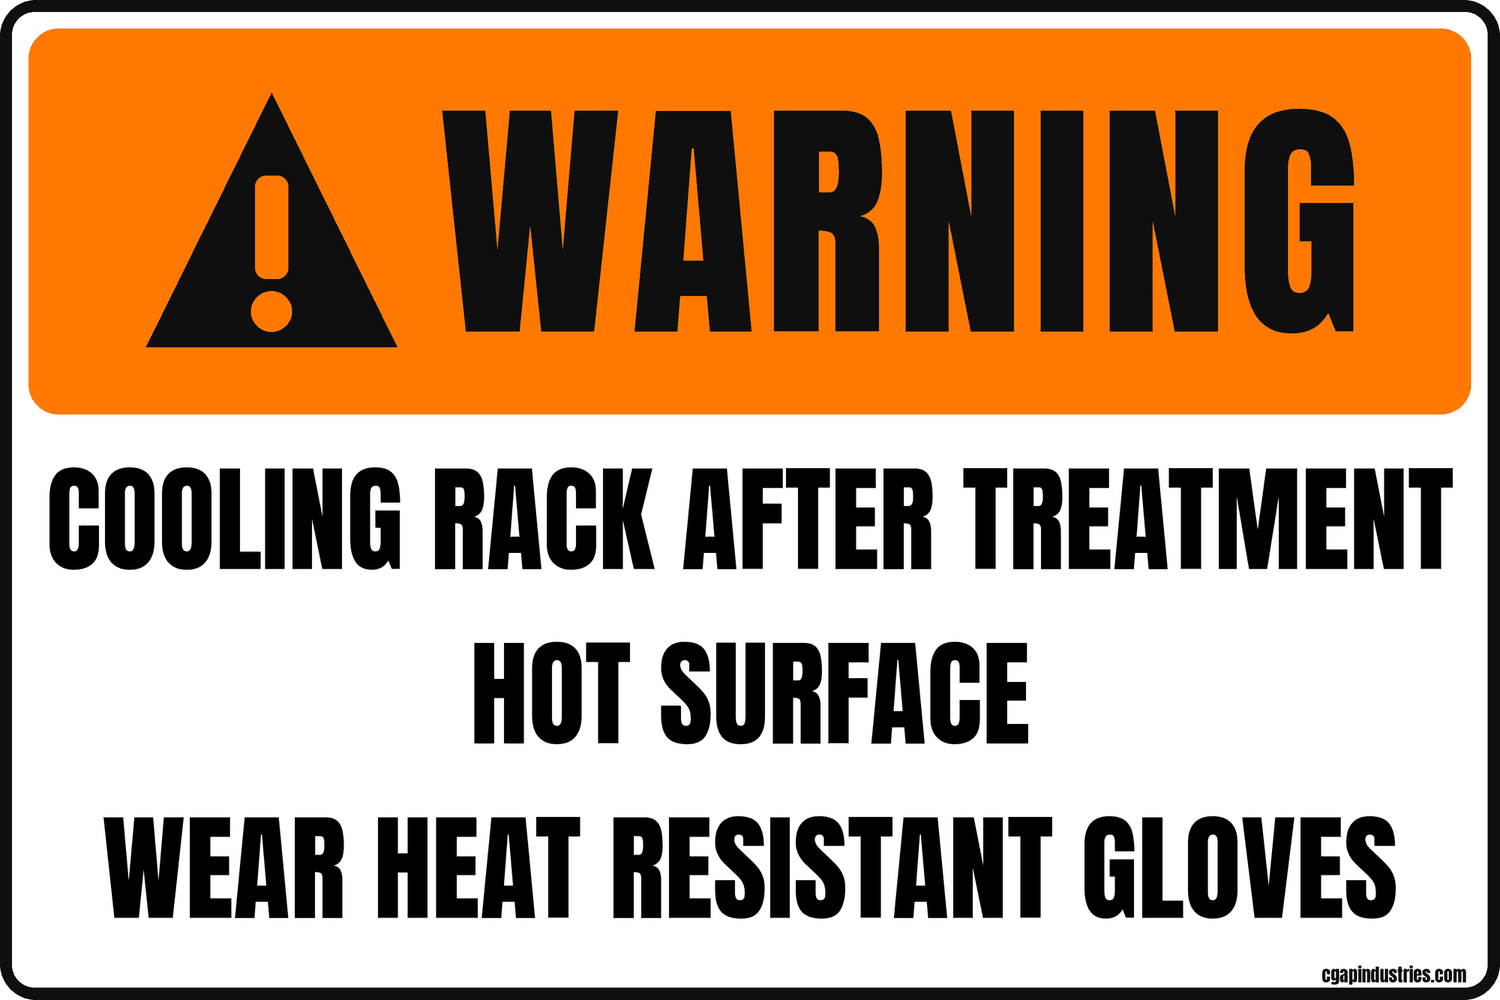 WARNING
COOLING RACK AFTER TREATMENT
HOT SURFACE
WEAR HEAT RESISTANT GLOVES
cgapindustries.com